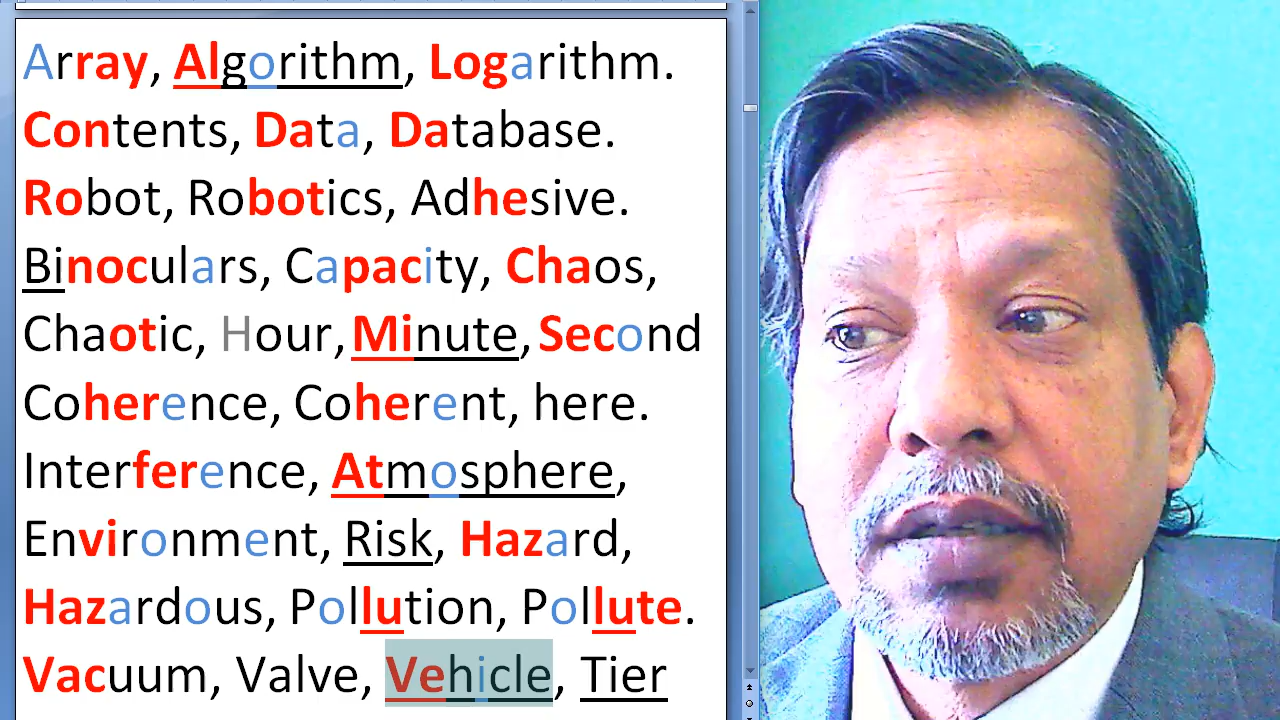 Array, Algorithm, Logarithm.
Contents, Data, Database.
Robot, Robotics, Adhesive.
Binoculars, Capacity, Chaos,
Chaotic, Hour, Minute, Second
Coherence, Coherent, here.
Interference, Atmosphere,
Environment, Risk, Hazard,
Hazardous, Pollution, Pollute.
Vacuum, Valve, Vehicle, Tier